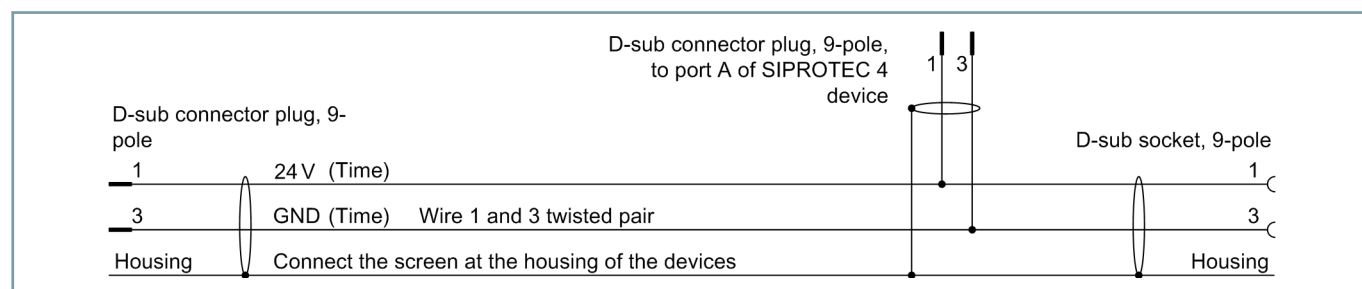 D-sub connector plug, 9-pole,
to port A of SIPROTEC 4
device
1 3
D-sub connector plug, 9-
pole
D-sub socket, 9-pole
1 24 V (Time) 1
3 GND (Time) Wire 1 and 3 twisted pair 3
Housing Connect the screen at the housing of the devices Housing